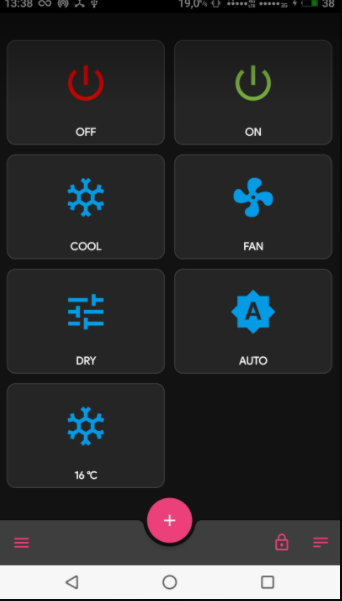 13:38 19,0% 38
OFF ON
COOL FAN
DRY A AUTO
16 °C
+